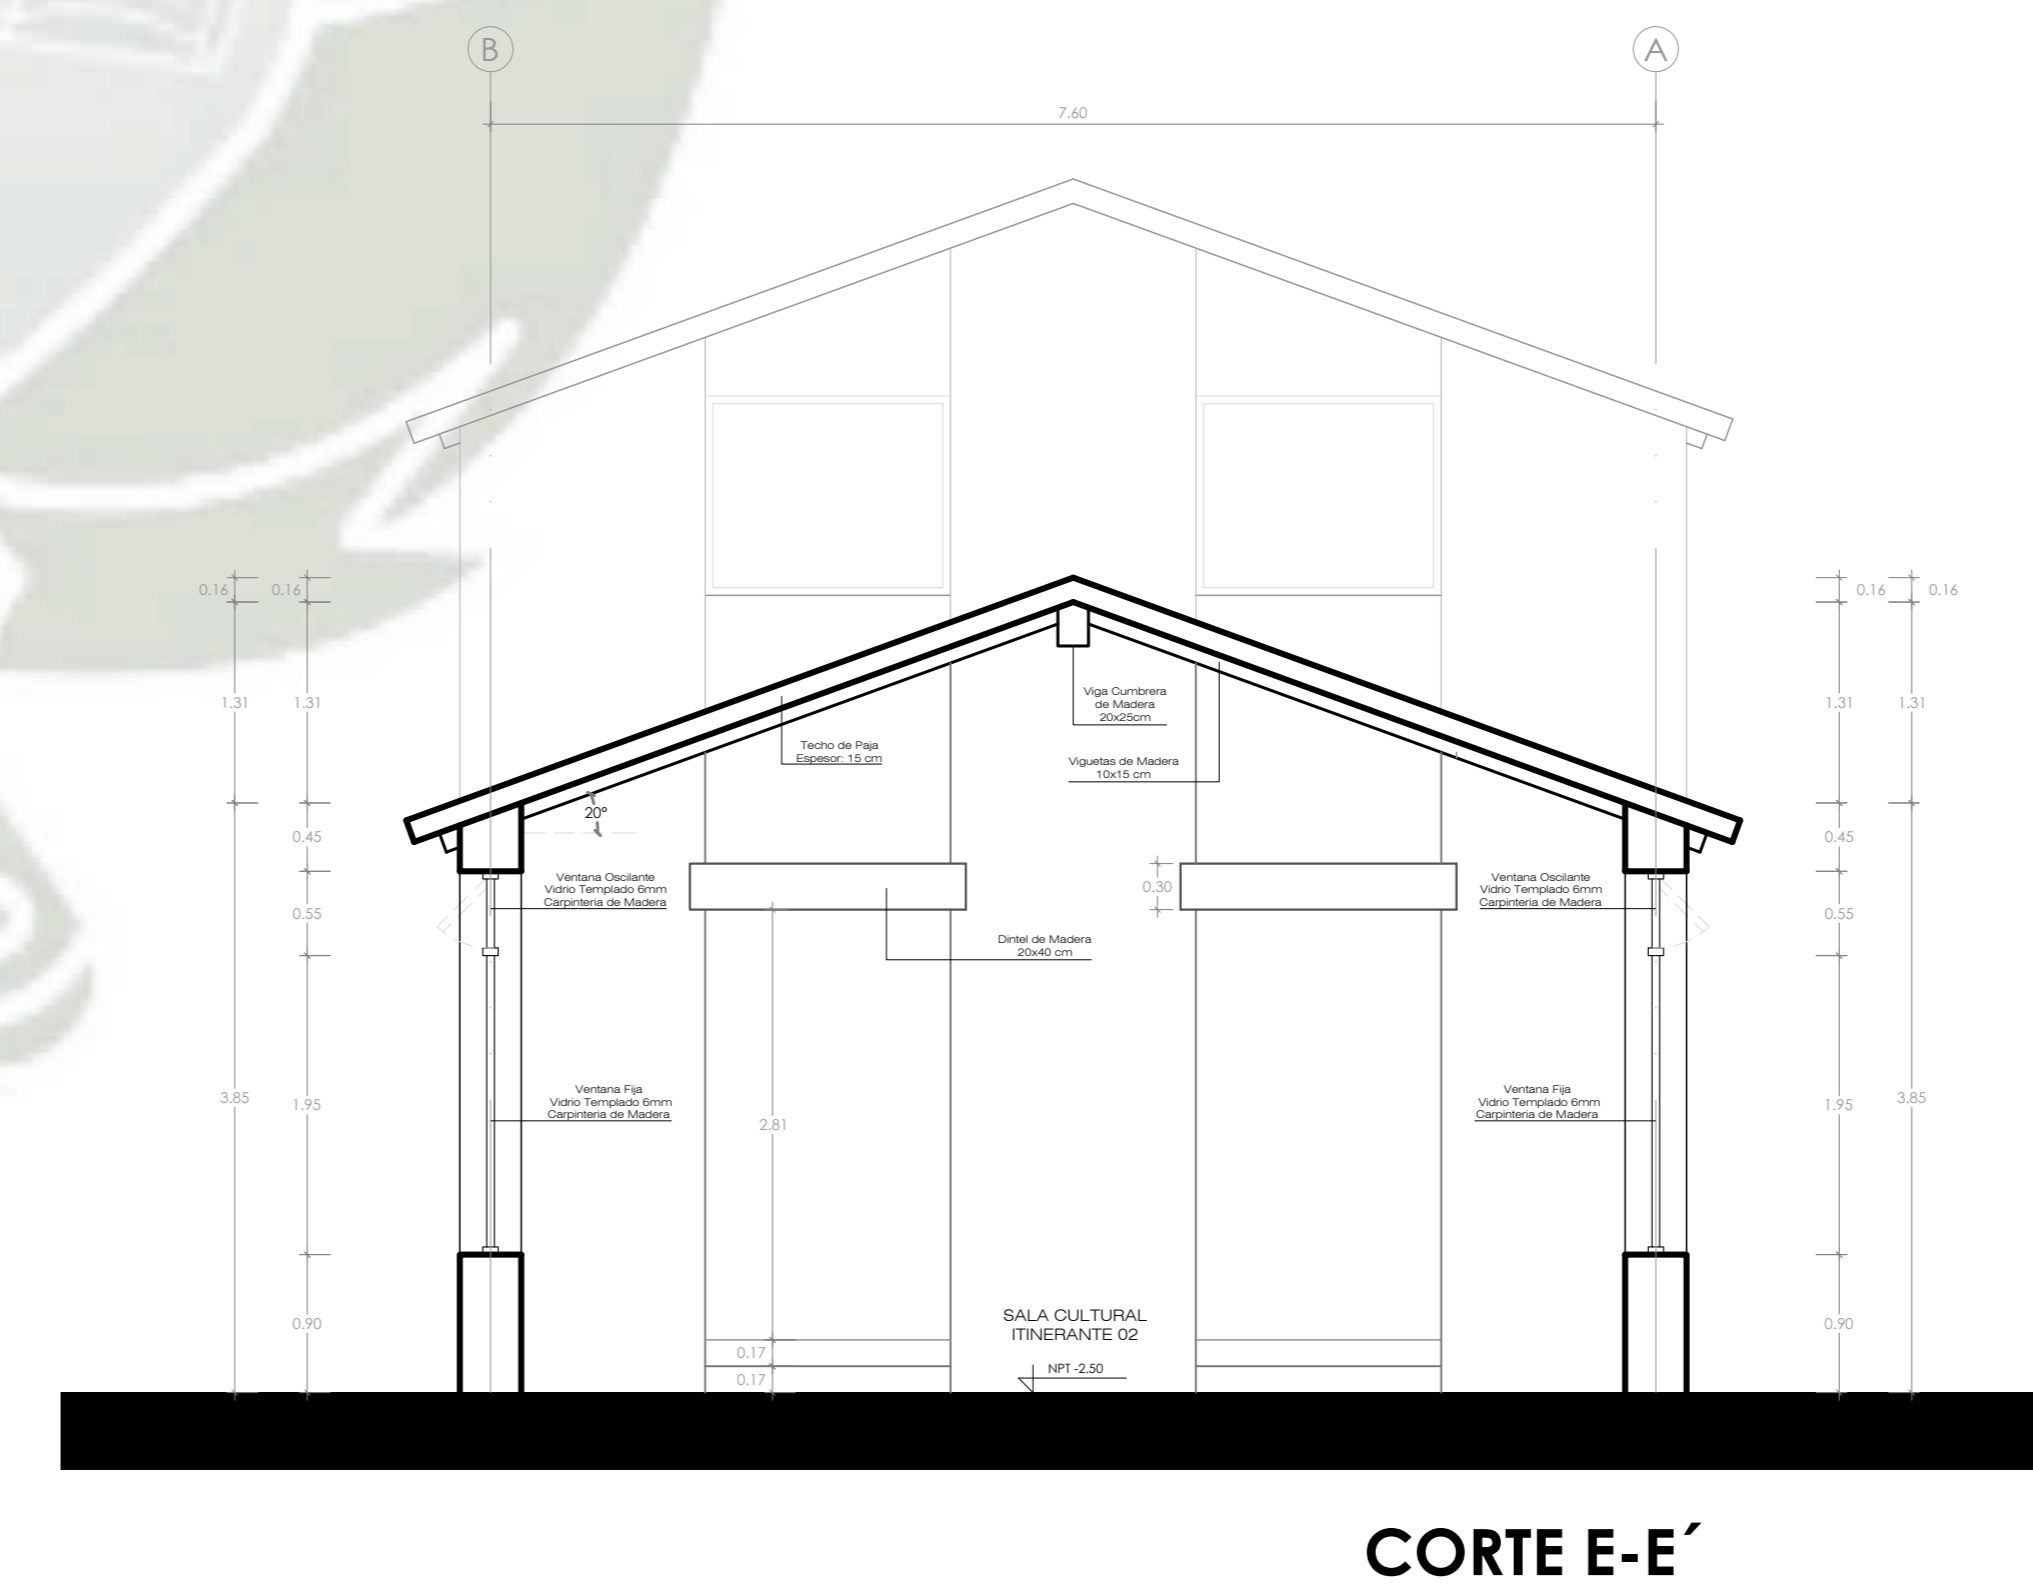 B
A
7.60
0.16
0.16
0.16
0.16
1.31
1.31
1.31
1.31
Viga Cumbrera
de Madera
20x25cm
Techo de Paja
Espesor: 15 cm
Viguetas de Madera
10x15 cm
20°
0.45
0.45
Ventana Oscilante
Vidrio Templado 6mm
Carpinteria de Madera
0.30
Ventana Oscilante
Vidrio Templado 6mm
Carpinteria de Madera
0.55
0.55
Dintel de Madera
20x40 cm
Ventana Fija
Vidrio Templado 6mm
Carpinteria de Madera
Ventana Fija
Vidrio Templado 6mm
Carpinteria de Madera
3.85
1.95
2.81
1.95
3.85
0.90
SALA CULTURAL
ITINERANTE 02
0.90
0.17
NPT -2.50
0.17
CORTE E-E´